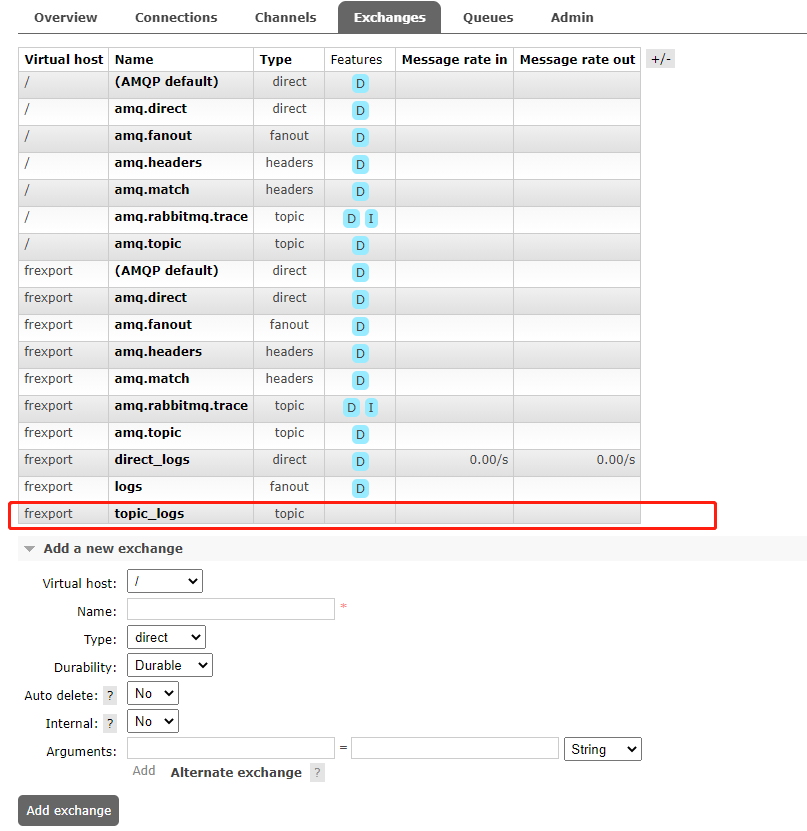 Overview Connections Channels Exchanges Queues Admin
Virtual host Name Type Features Message rate in Message rate out +/-
/ (AMQP default) direct D
/ amq.direct direct D
/ amq.fanout fanout D
/ amq.headers headers D
/ amq.match headers D
/ amq.rabbitmq.trace topic D I
/ amq.topic topic D
frexport (AMQP default) direct D
frexport amq.direct direct D
frexport amq.fanout fanout D
frexport amq.headers headers D
frexport amq.match headers D
frexport amq.rabbitmq.trace topic D I
frexport amq.topic topic D
frexport direct_logs direct D 0.00/s 0.00/s
frexport logs fanout D
frexport topic_logs topic
Add a new exchange
Virtual host: /
Name: *
Type: direct
Durability: Durable
Auto delete: ? No
Internal: ? No
Arguments: = String
Add Alternate exchange ?
Add exchange